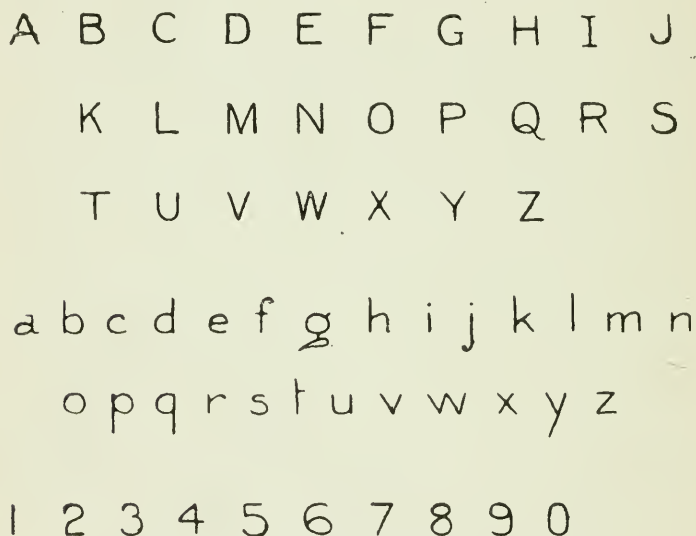 A B C D E F G H I J
K L M N O P Q R S
T U V W X Y Z
a b c d e f g h i j k l m n
o p q r s t u v w x y z
1 2 3 4 5 6 7 8 9 0